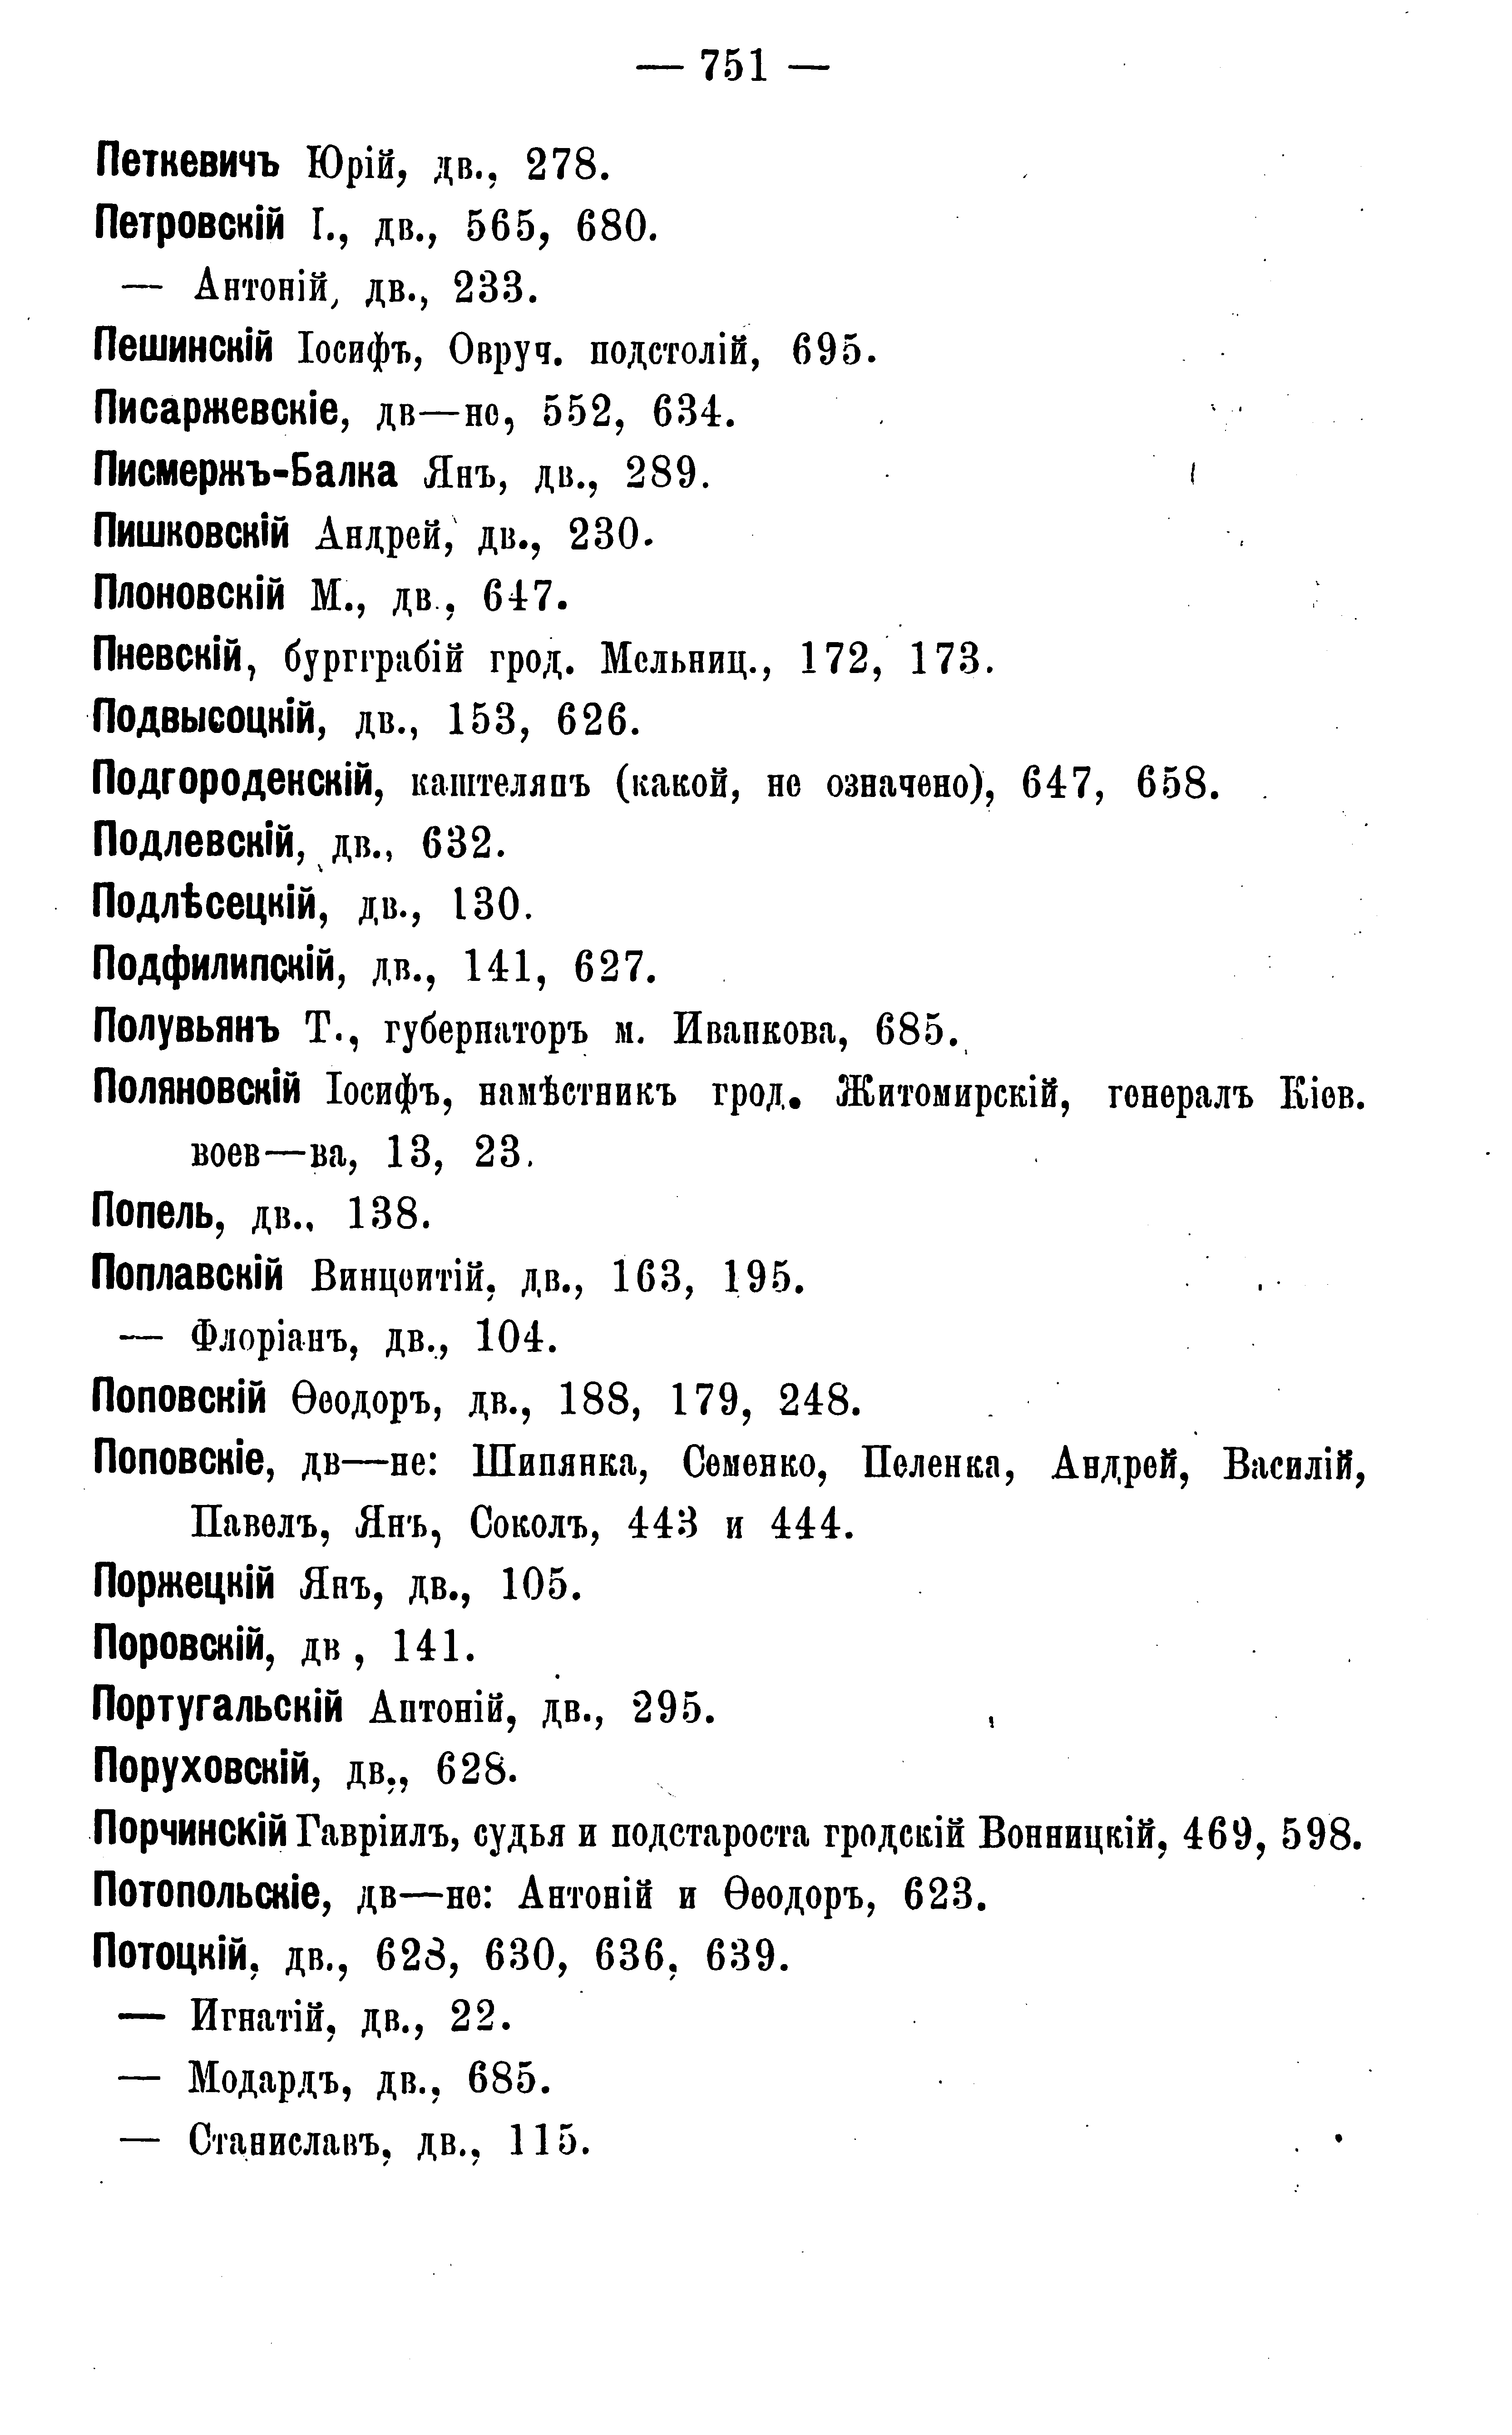 — 751 —
Петкевичъ Юрій, дв., 278.
Петровскій І., дв., 565, 680.
— Антоній, дв., 233.
Пешинскій Іосифъ, Овруч. подстолій, 695.
Писаржевскіе, дв—не, 552, 634.
Писмержъ-Балка Янъ, дв., 289.
Пишковскій Андрей, дв., 230.
Плоновскій М., дв., 647.
Пневскій, бургграбій грод. Мельниц., 172, 173.
Подвысоцкій, дв., 153, 626.
Подгороденскій, каштелянъ (какой, не означено), 647, 658.
Подлевскій, дв., 632.
Подлѣсецкій, дв., 130.
Подфилипскій, дв., 141, 627.
Полувьянъ Т., губернаторъ м. Иванкова, 685.
Поляновскій Іосифъ, намѣстникъ грод. Житомирскій, генералъ Кіев.
воев—ва, 13, 23.
Попель, дв., 138.
Поплавскій Винцентій, дв., 163, 195.
— Флоріанъ, дв., 104.
Поповскій Ѳеодоръ, дв., 188, 179, 248.
Поповскіе, дв—не: Шипянка, Семенко, Пеленка, Андрей, Василій,
Павелъ, Янъ, Соколъ, 443 и 444.
Поржецкій Янъ, дв., 105.
Поровскій, дв , 141.
Португальскій Антоній, дв., 295.
Поруховскій, дв., 628.
Порчинскій Гавріилъ, судья и подстароста гродскій Вонницкій, 469, 598.
Потопольскіе, дв—не: Антоній и Ѳеодоръ, 623.
Потоцкій, дв., 628, 630, 636, 639.
— Игнатій, дв., 22.
— Модардъ, дв., 685.
— Станиславъ, дв., 115.